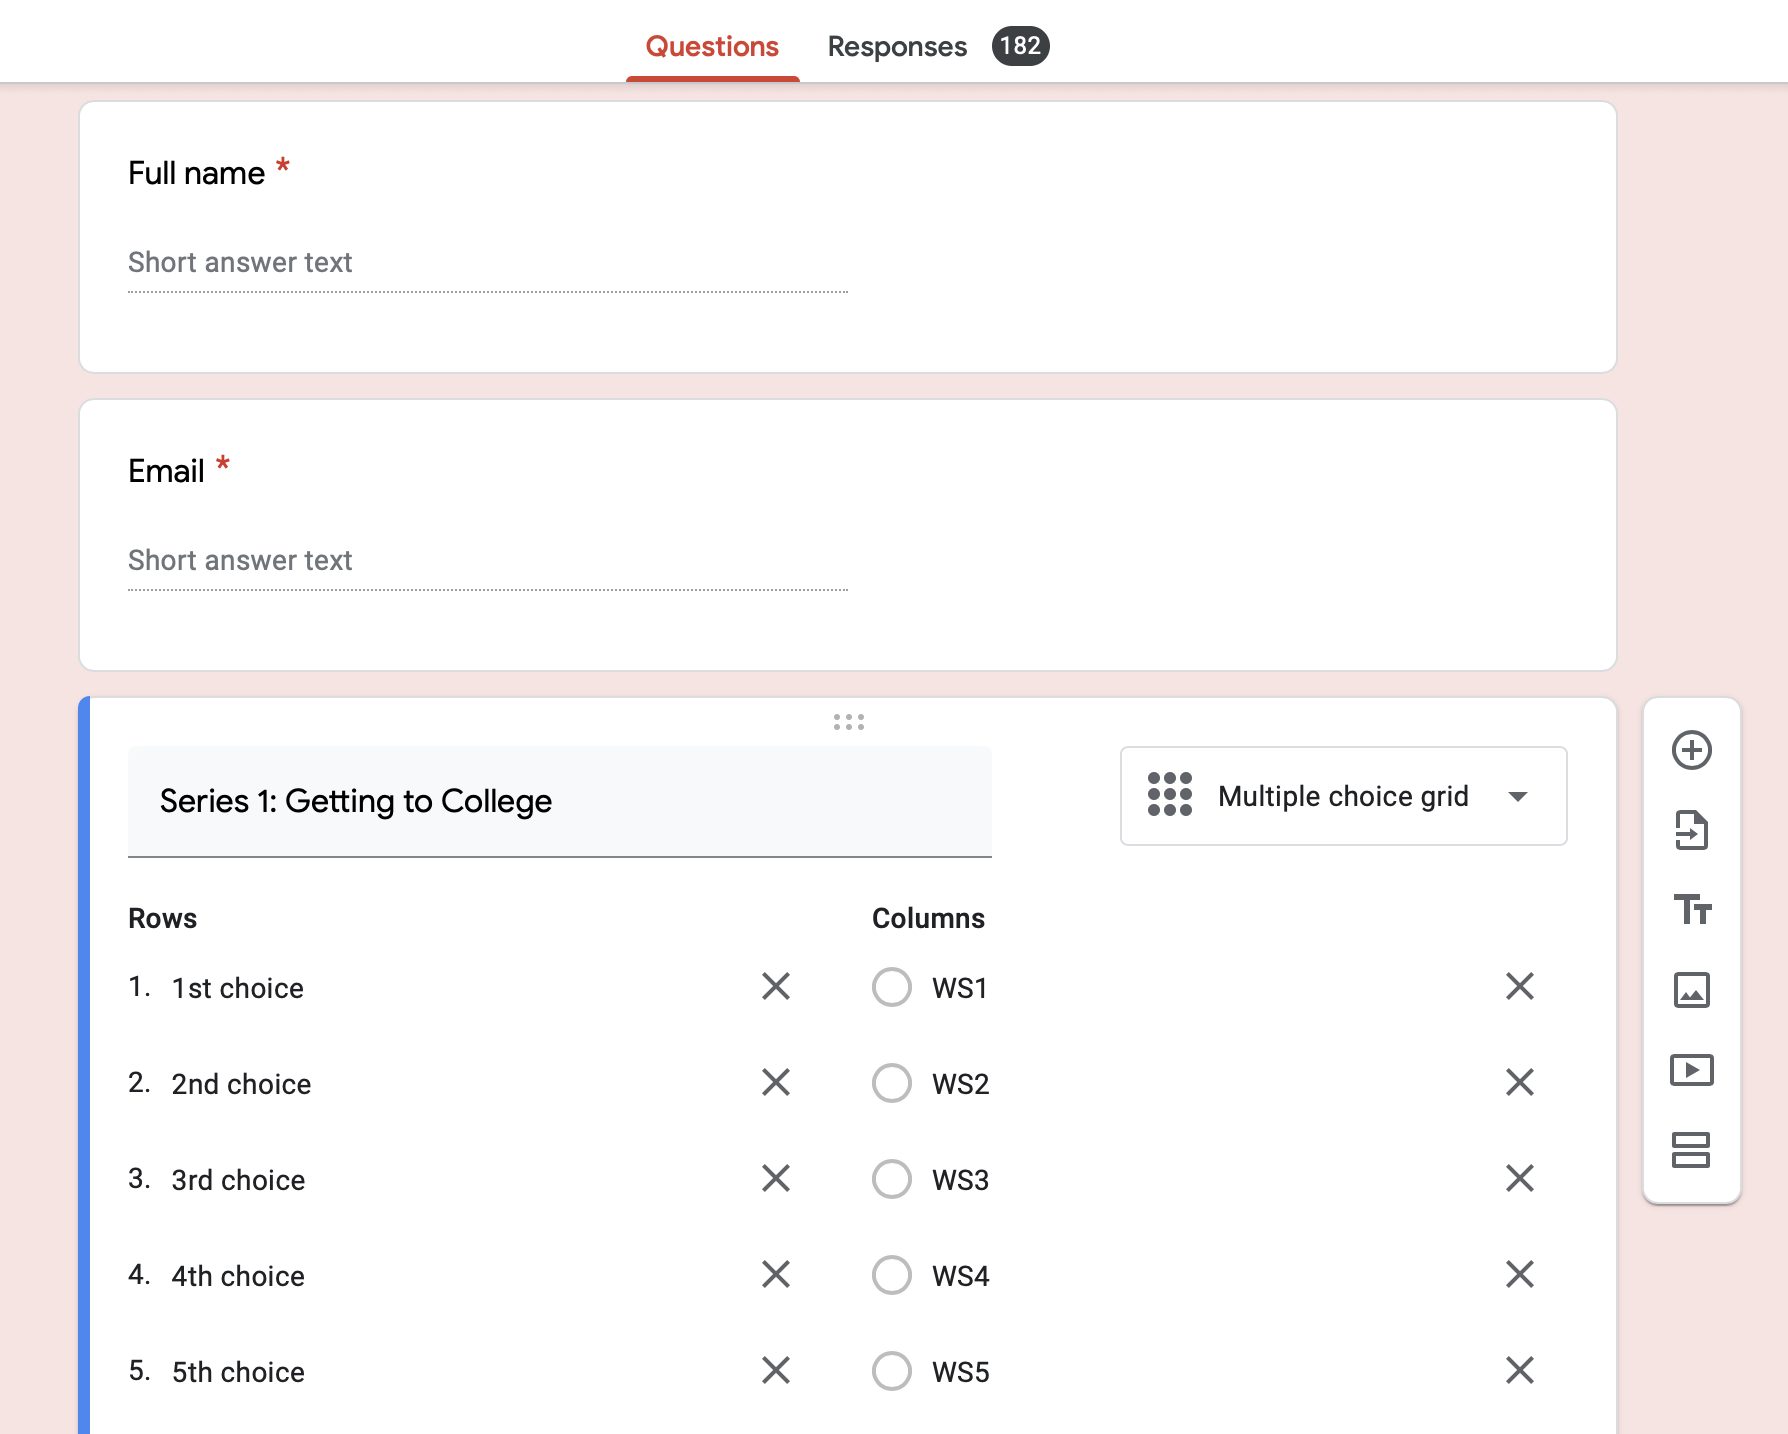 Questions Responses 182
Full name *
Short answer text
Email *
Short answer text
Series 1: Getting to College
Multiple choice grid
Rows Columns
1. 1st choice WS1
2. 2nd choice WS2
3. 3rd choice WS3
4. 4th choice WS4
5. 5th choice WS5